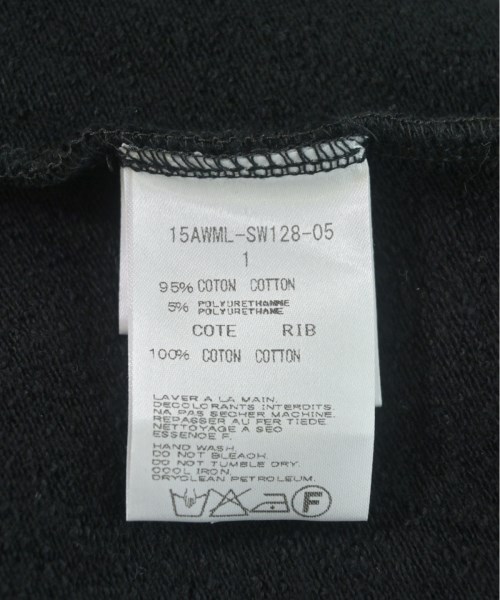 15AWML-SW128-05
1
95% COTON COTTON
5% POLYURETHANNE
POLYURETHANE
COTE RIB
100% COTON COTTON
LAVER A LA MAIN.
DECOLORANTS INTERDITS.
NA PAS SECHER MACHINE.
REPASSER AU FER TIEDE.
NETTOYAGE A SEC
ESSENCE F.
HAND WASH.
DO NOT BLEACH.
DO NOT TUMBLE DRY.
COOL IRON.
DRYCLEAN PETROLEUM.
F